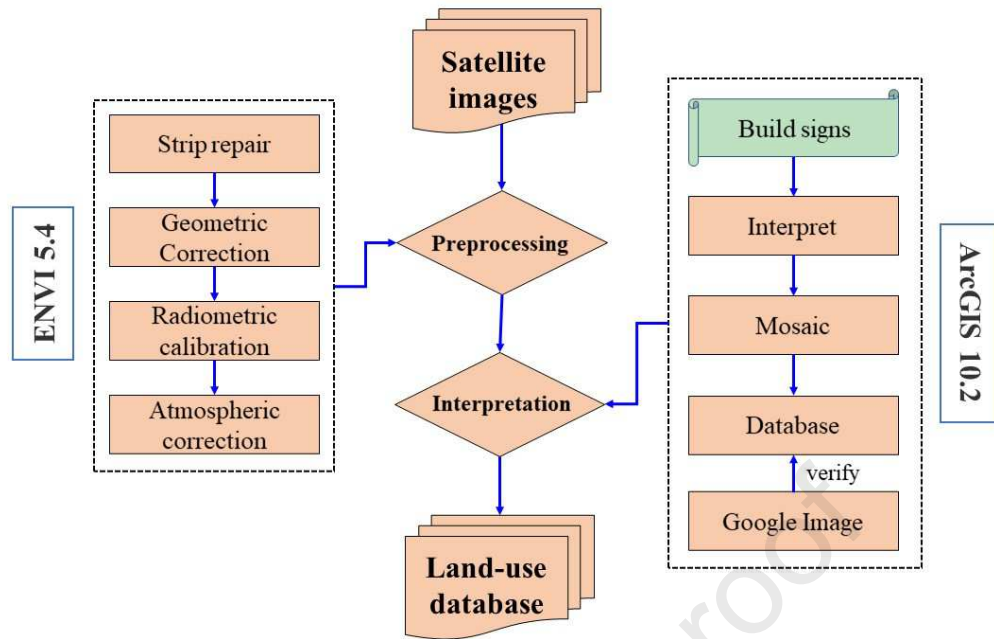 Satellite
images
ENVI 5.4
Strip repair
Geometric
Correction
Radiometric
calibration
Atmospheric
correction
Preprocessing
Interpretation
Land-use
database
Build signs
Interpret
Mosaic
Database
verify
Google Image
ArcGIS 10.2
roof